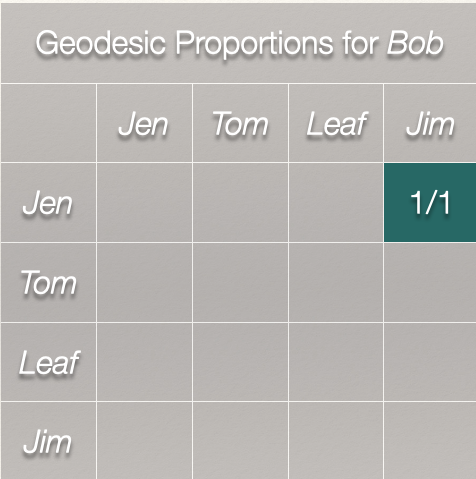 Geodesic Proportions for Bob
Jen Tom Leaf Jim
Jen 1/1
Tom
Leaf
Jim